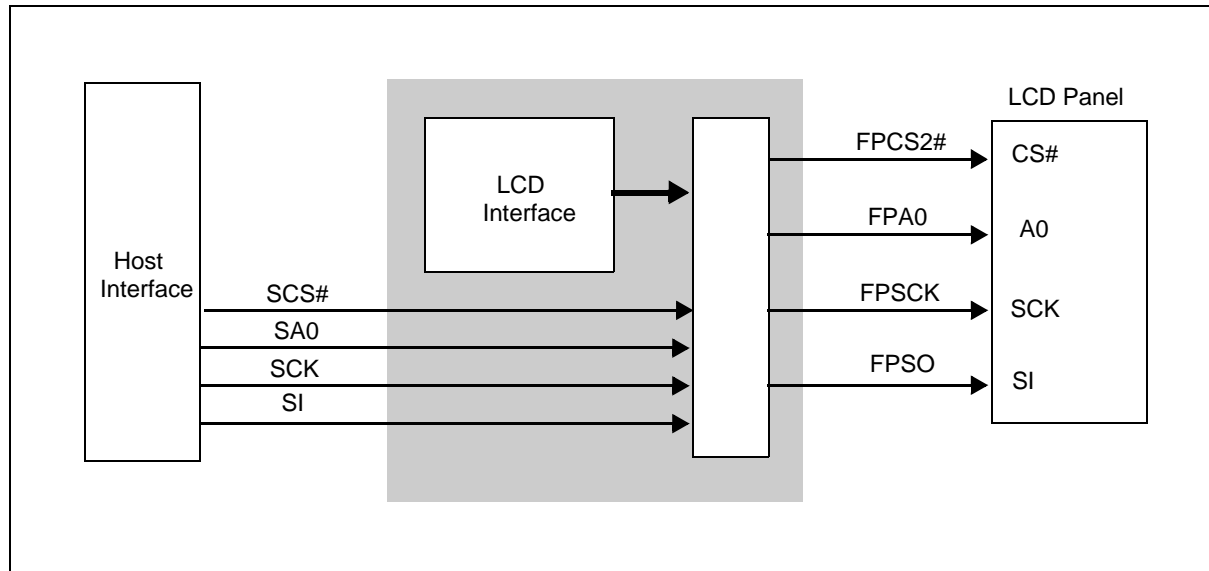 Host
Interface
SCS#
SA0
SCK
SI
LCD
Interface
FPCS2#
FPA0
FPSCK
FPSO
LCD Panel
CS#
A0
SCK
SI